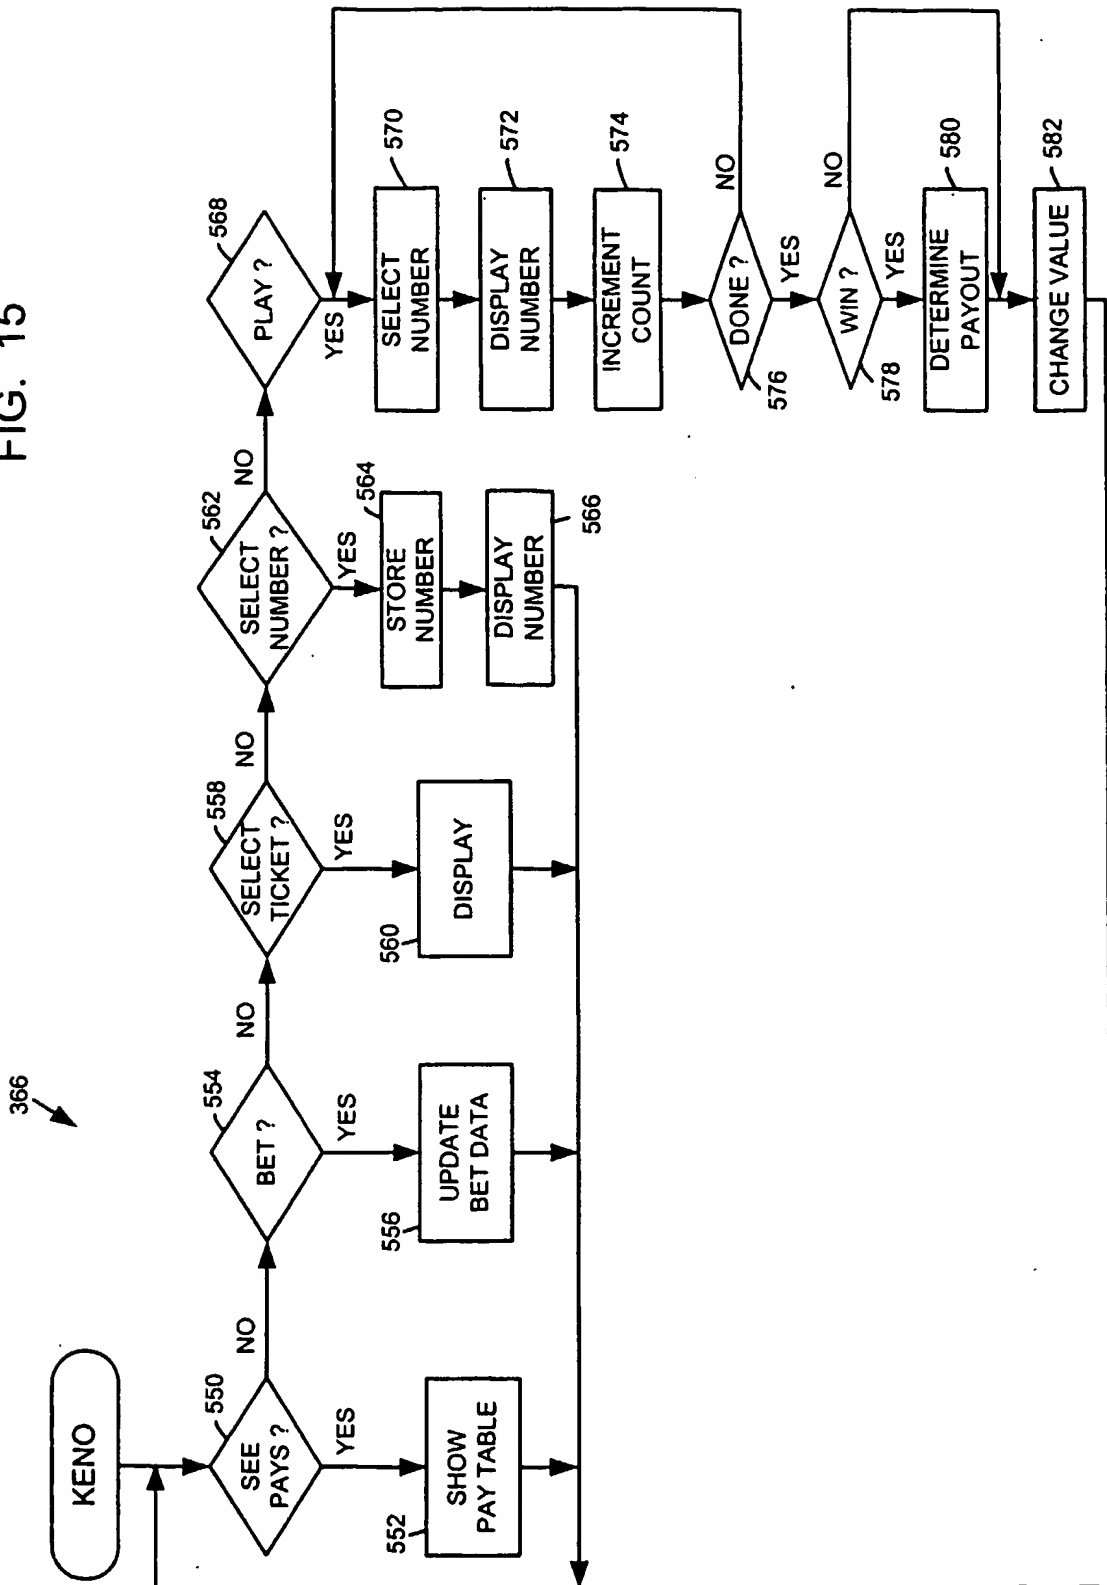 FIG. 15
366
KENO
550
SEE
PAYS ?
NO
YES
552
SHOW
PAY TABLE
554
BET ?
NO
YES
556
UPDATE
BET DATA
558
SELECT
TICKET ?
NO
YES
560
DISPLAY
562
SELECT
NUMBER ?
NO
YES
564
STORE
NUMBER
566
DISPLAY
NUMBER
568
PLAY ?
YES
570
SELECT
NUMBER
572
DISPLAY
NUMBER
574
INCREMENT
COUNT
576
DONE ?
NO
YES
578
WIN ?
NO
YES
580
DETERMINE
PAYOUT
582
CHANGE VALUE